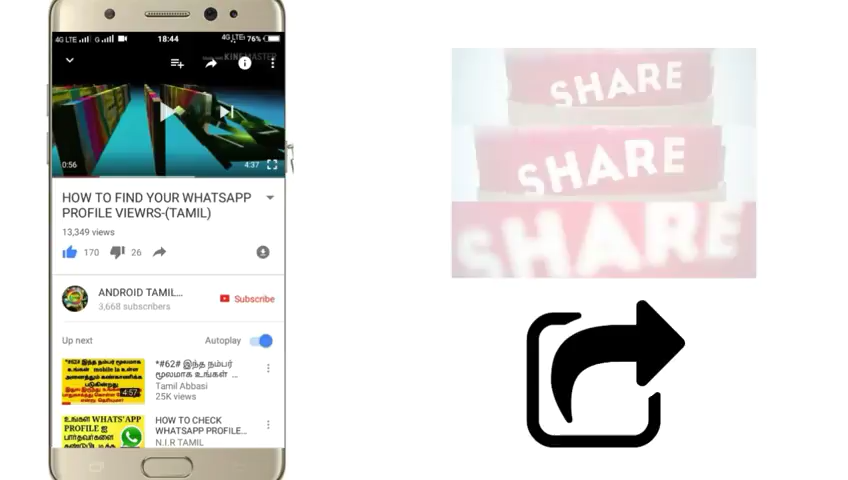 4G LTE
G
18:44
4G LTE
76%
KINEMASTER
0:56
4:37
HOW TO FIND YOUR WHATSAPP
PROFILE VIEWRS-(TAMIL)
13,349 views
170
26
ANDROID TAMIL...
3,668 subscribers
Subscribe
Up next
Autoplay
*#62# இந்த நம்பர்
மூலமாக உங்கள் ...
Tamil Abbasi
25K views
4:57
HOW TO CHECK
WHATSAPP PROFILE...
N.I.R TAMIL
உங்கள் WHATS'APP
PROFILE ஐ
பார்தவர்களை
SHARE
SHARE
SHARE